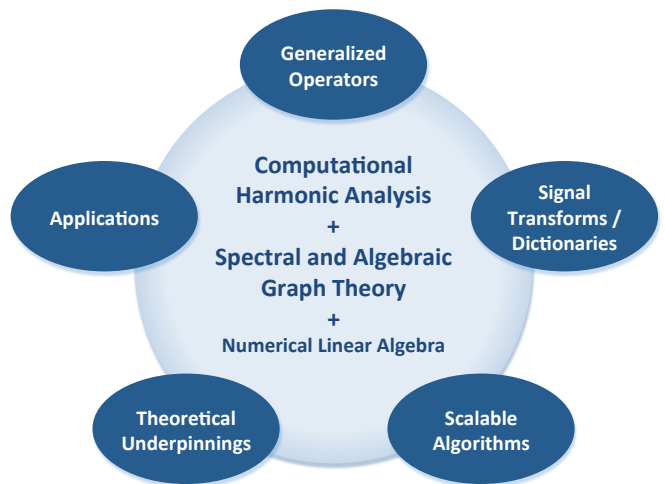 Generalized
Operators
Computational
Harmonic Analysis
+
Spectral and Algebraic
Graph Theory
+
Numerical Linear Algebra
Applications
Signal
Transforms /
Dictionaries
Theoretical
Underpinnings
Scalable
Algorithms